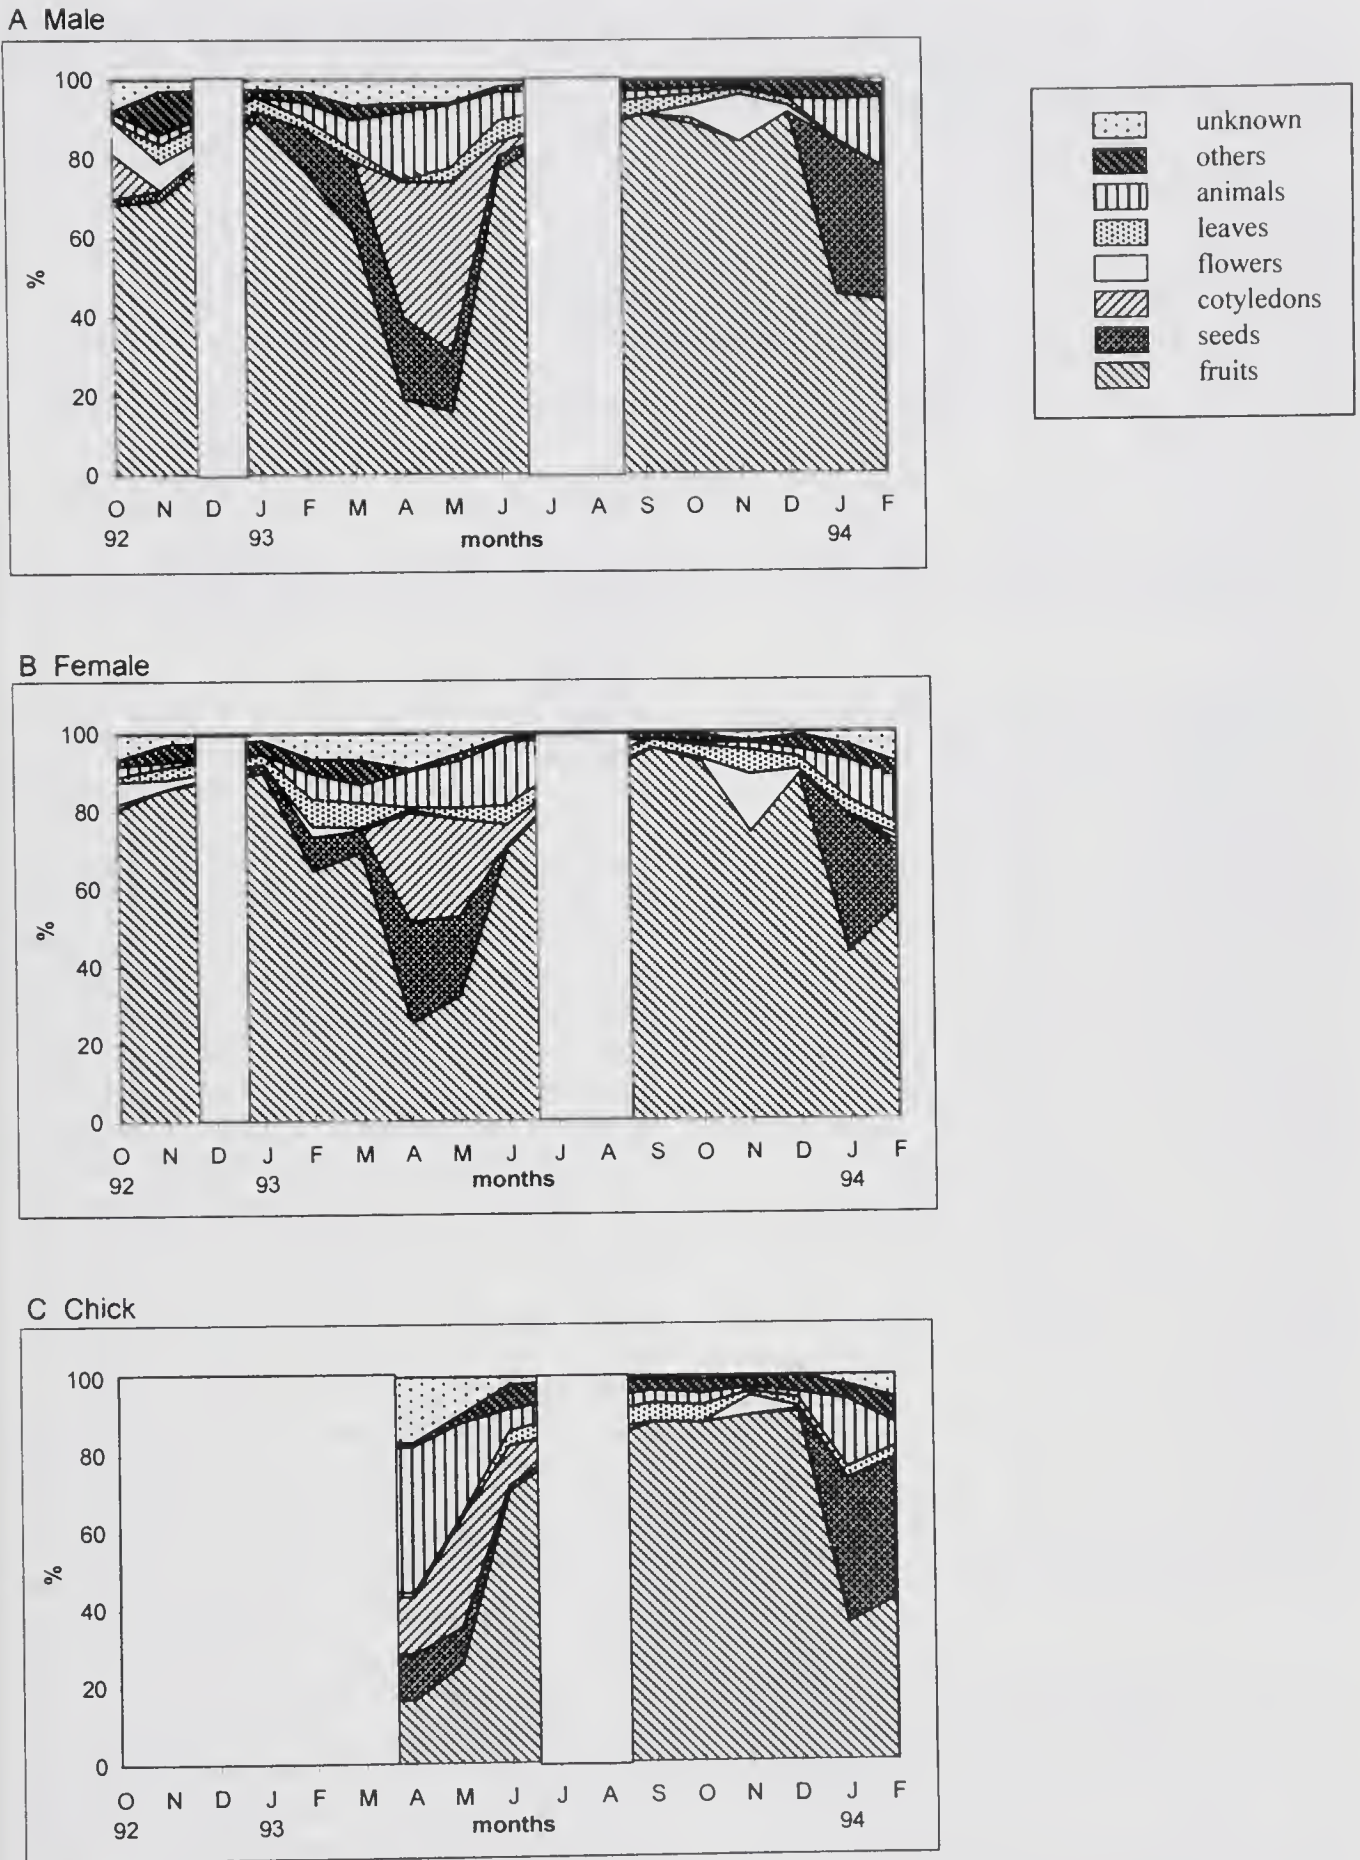 A Male
100
80
60
40
20
0
%
O N D J F M A M J J A S O N D J F
92 93 months 94
unknown
others
animals
leaves
flowers
cotyledons
seeds
fruits
B Female
100
80
60
40
20
0
%
O N D J F M A M J J A S O N D J F
92 93 months 94
C Chick
100
80
60
40
20
0
%
O N D J F M A M J J A S O N D J F
92 93 months 94